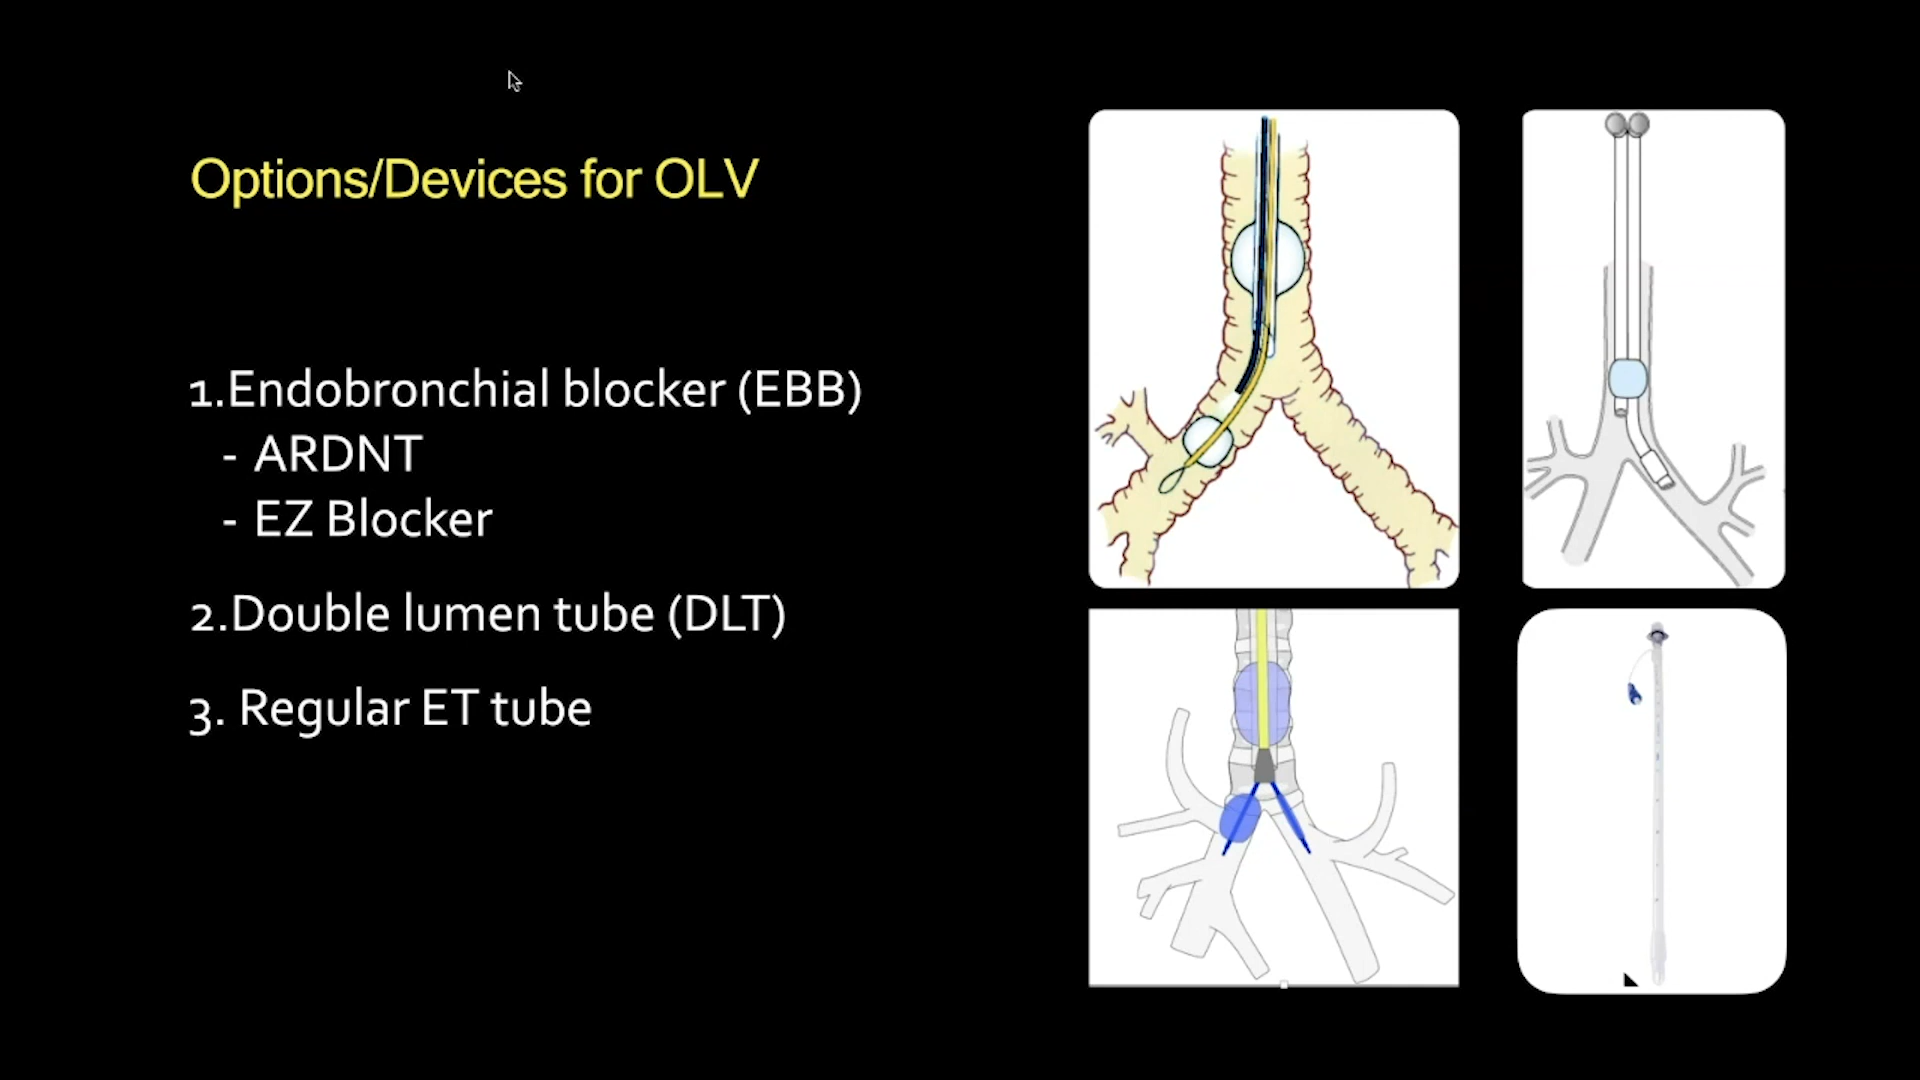 Options/Devices for OLV
1.Endobronchial blocker (EBB)
- ARDNT
- EZ Blocker
2.Double lumen tube (DLT)
3. Regular ET tube